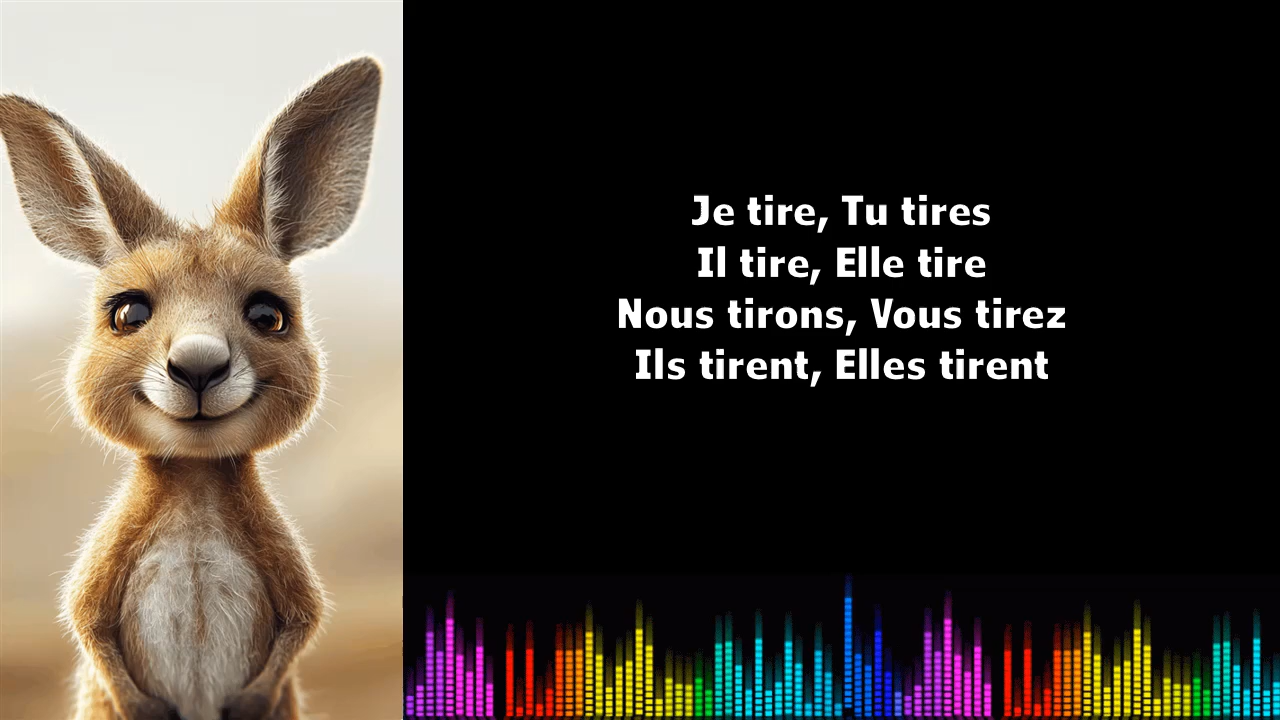 Je tire, Tu tires
Il tire, Elle tire
Nous tirons, Vous tirez
Ils tirent, Elles tirent